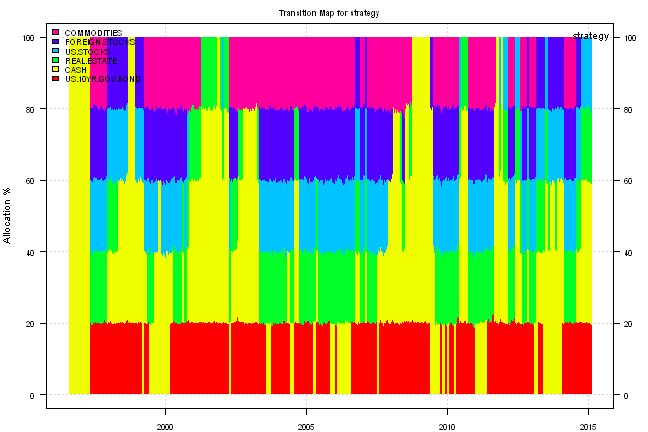 Transition Map for strategy
strategy
COMMODITIES
FOREIGN.STOCKS
US.STOCKS
REAL.ESTATE
CASH
US.10YR.GOV.BOND
Allocation %
100
80
60
40
20
0
100
80
60
40
20
0
2000 2005 2010 2015